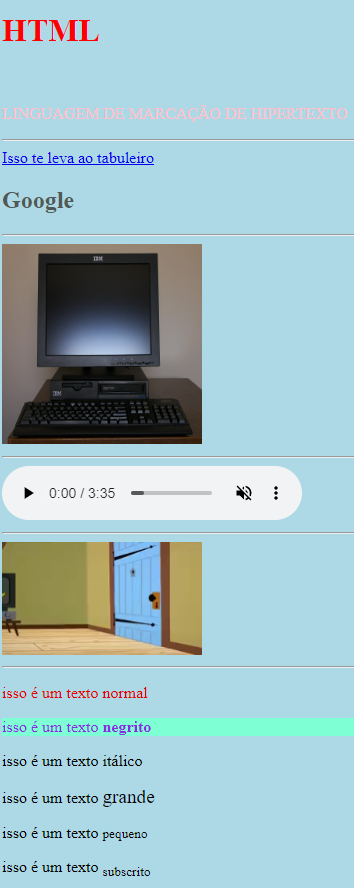 HTML
LINGUAGEM DE MARCAÇÃO DE HIPERTEXTO
Isso te leva ao tabuleiro
Google
IBM
IBM
0:00 / 3:35
isso é um texto normal
isso é um texto negrito
isso é um texto itálico
isso é um texto grande
isso é um texto pequeno
isso é um texto subscrito